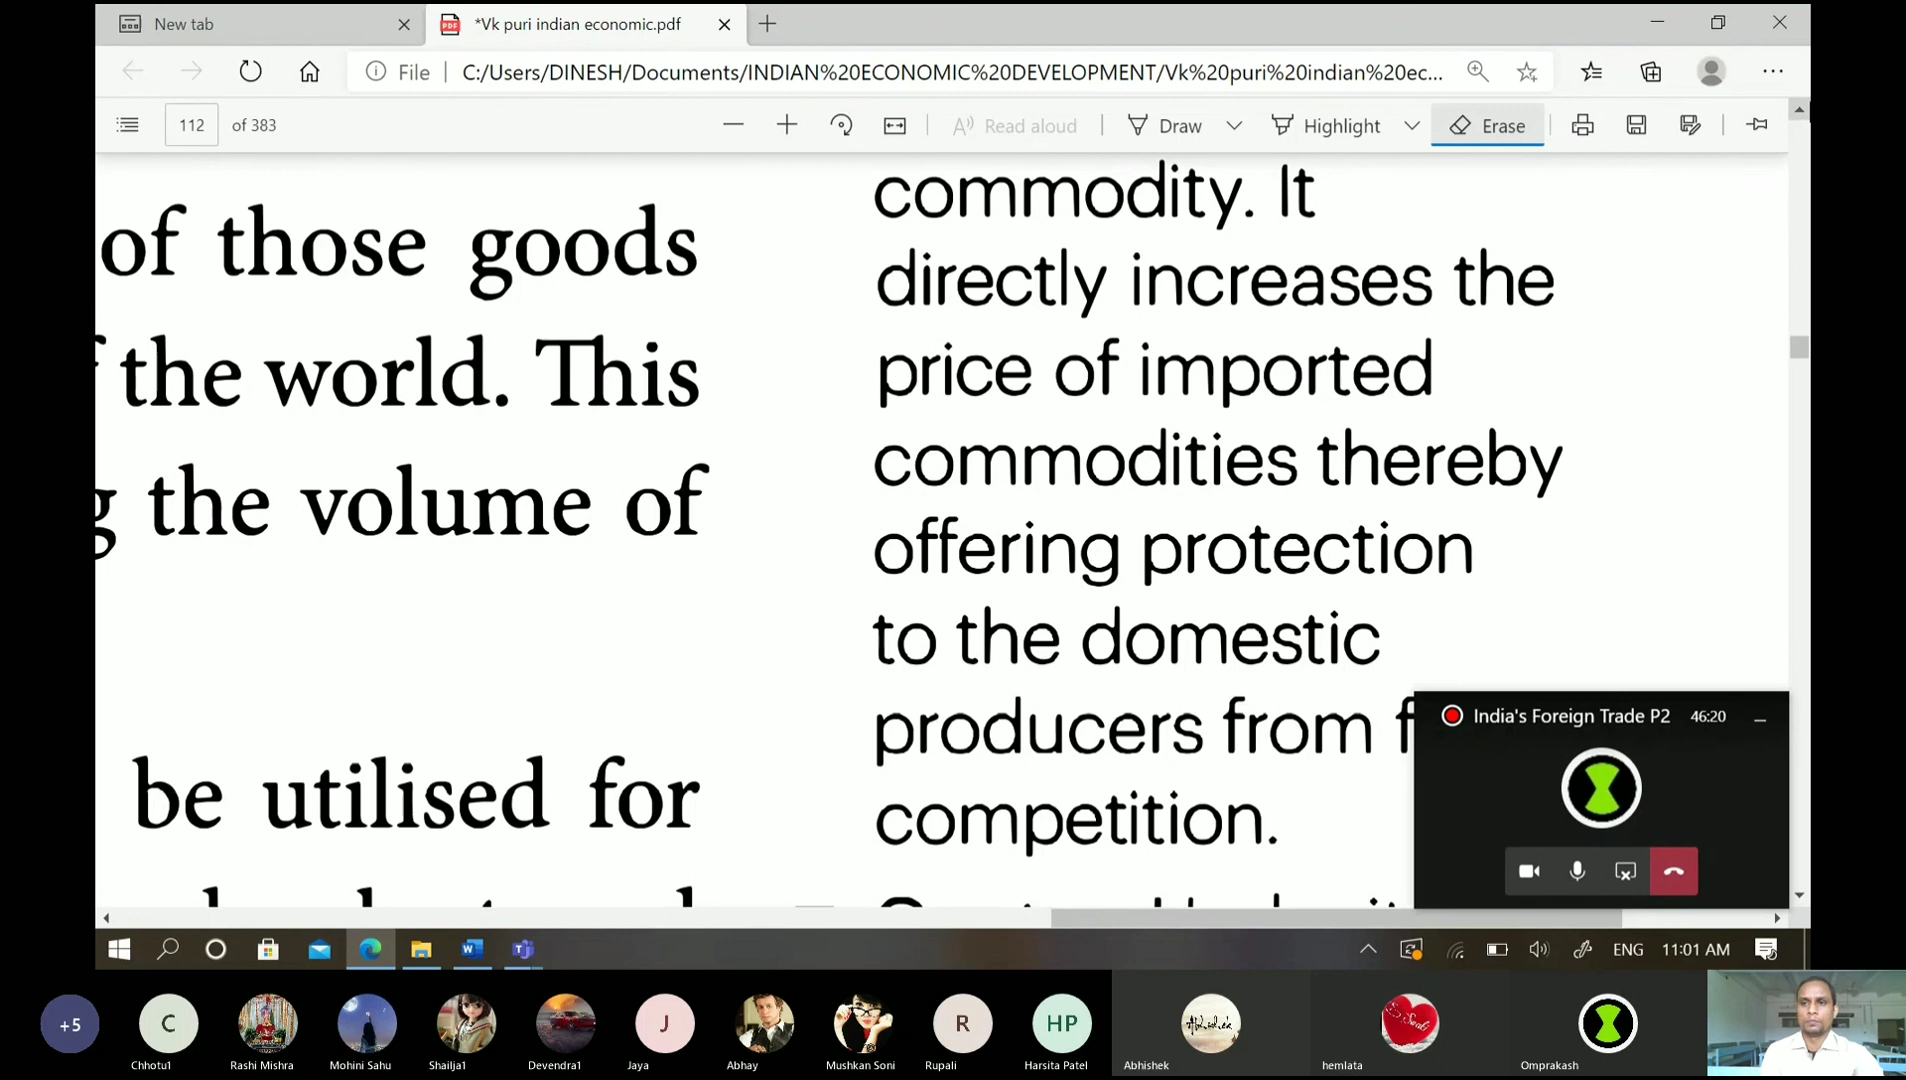 New tab
*Vk puri indian economic.pdf
File
C:/Users/DINESH/Documents/INDIAN%20ECONOMIC%20DEVELOPMENT/Vk%20puri%20indian%20ec...
112 of 383
Read aloud
Draw
Highlight
Erase
of those goods
the world. This
the volume of
be utilised for
commodity. It
directly increases the
price of imported
commodities thereby
offering protection
to the domestic
producers from f
competition.
India's Foreign Trade P2 46:20
ENG 11:01 AM
+5
C
J
R
HP
Chhotu1
Rashi Mishra
Mohini Sahu
Shailja1
Devendra1
Jaya
Abhay
Mushkan Soni
Rupali
Harsita Patel
Abhishek
hemlata
Omprakash